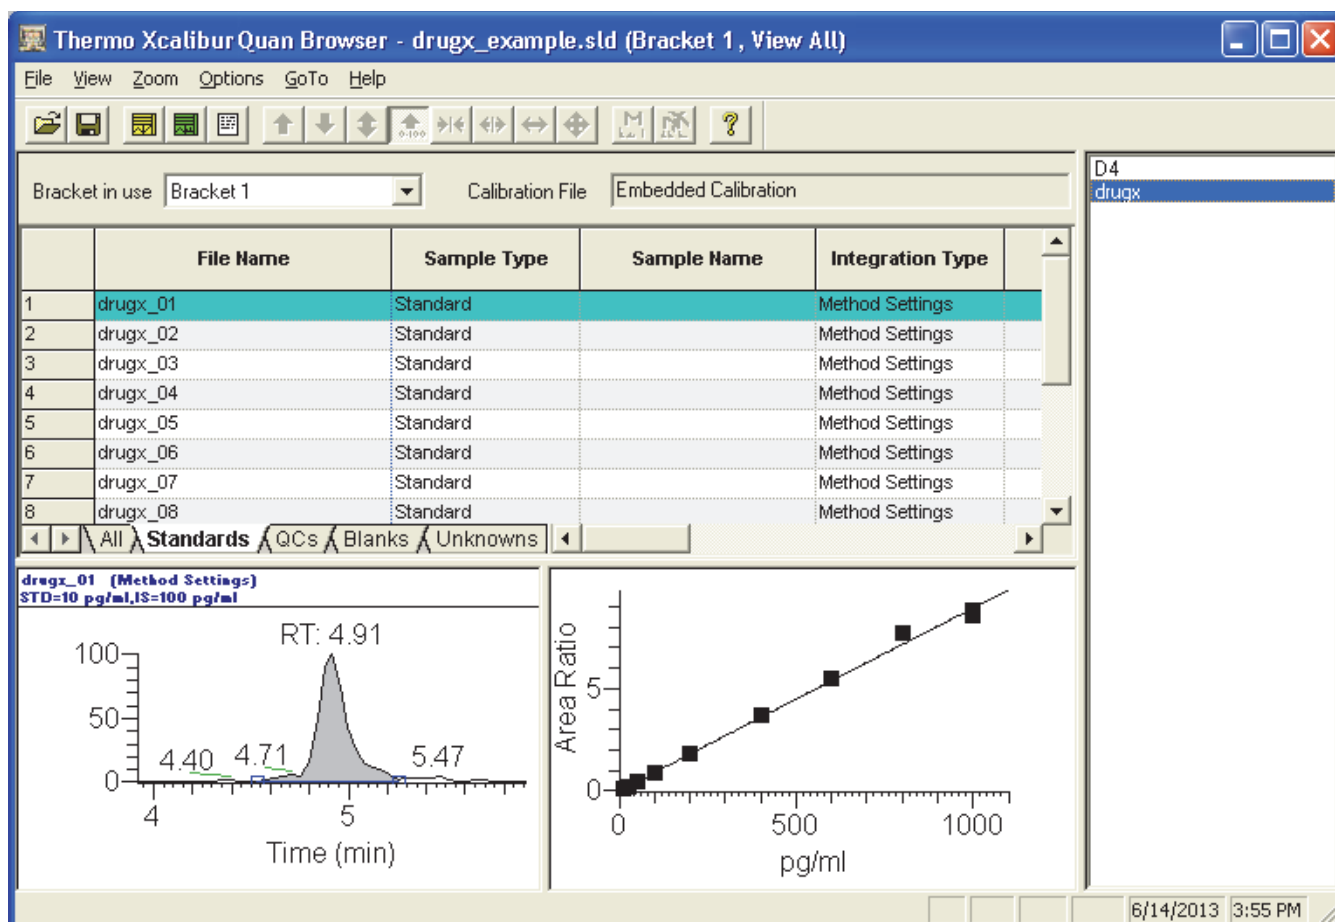 Thermo Xcalibur Quan Browser - drugx_example.sld (Bracket 1, View All)
File View Zoom Options GoTo Help
0-100
?
Bracket in use Bracket 1 Calibration File Embedded Calibration
D4
drugx
File Name Sample Type Sample Name Integration Type
1 drugx_01 Standard Method Settings
2 drugx_02 Standard Method Settings
3 drugx_03 Standard Method Settings
4 drugx_04 Standard Method Settings
5 drugx_05 Standard Method Settings
6 drugx_06 Standard Method Settings
7 drugx_07 Standard Method Settings
8 drugx_08 Standard Method Settings
All Standards QCs Blanks Unknowns
drugx_01 (Method Settings)
STD=10 pg/ml,IS=100 pg/ml
RT: 4.91
100
50
0
4.40 4.71 5.47
4 5
Time (min)
Area Ratio
5
0
0 500 1000
pg/ml
6/14/2013 3:55 PM